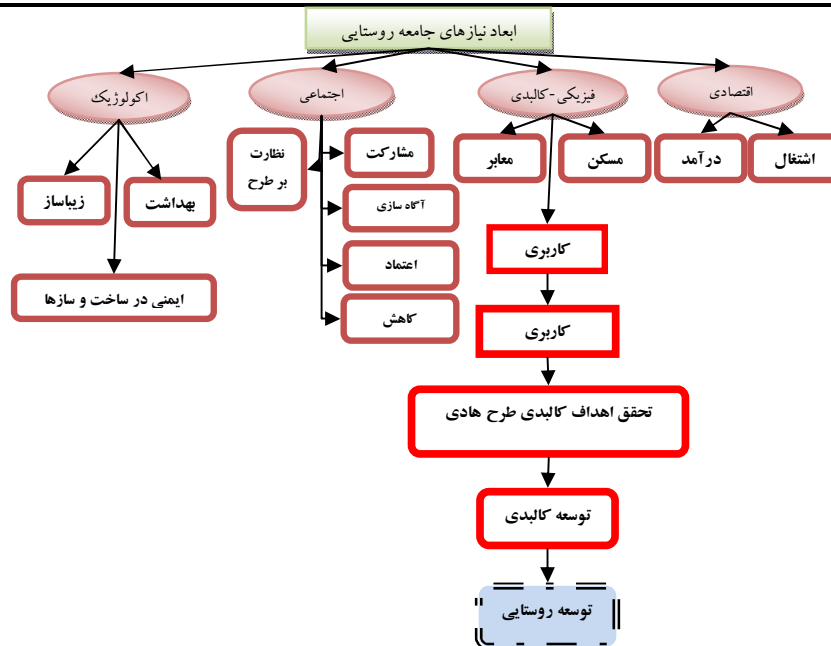 ابعاد نیازهای جامعه روستایی
اقتصادی
فیزیکی-کالبدی
اجتماعی
اکولوژیک
اشتغال
درآمد
مسکن
معابر
مشارکت
نظارت
بر طرح
آگاه سازی
اعتماد
کاهش
بهداشت
زیباساز
ایمنی در ساخت و سازها
کاربری
کاربری
تحقق اهداف کالبدی طرح هادی
توسعه کالبدی
توسعه روستایی